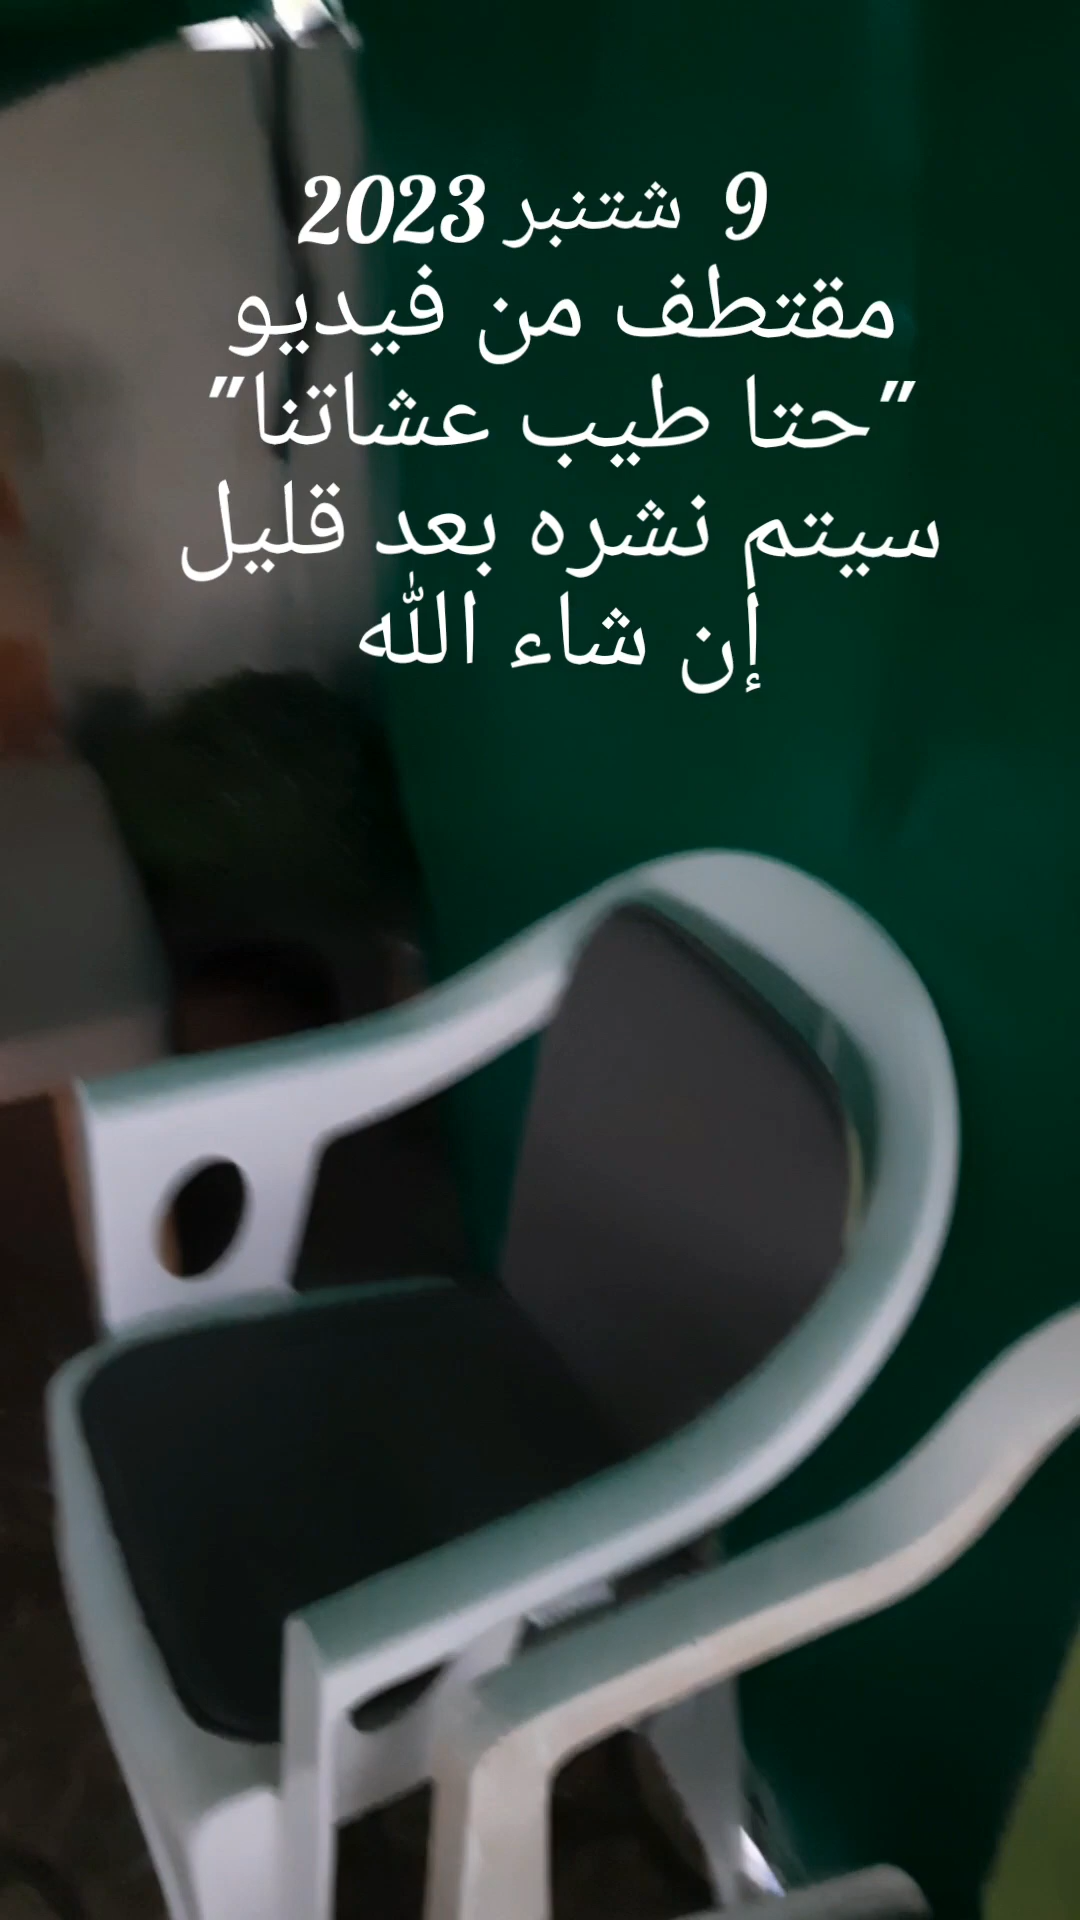 9 شتنبر 2023
مقتطف من فيديو
"حتا طيب عشاتنا"
سيتم نشره بعد قليل
إن شاء الله